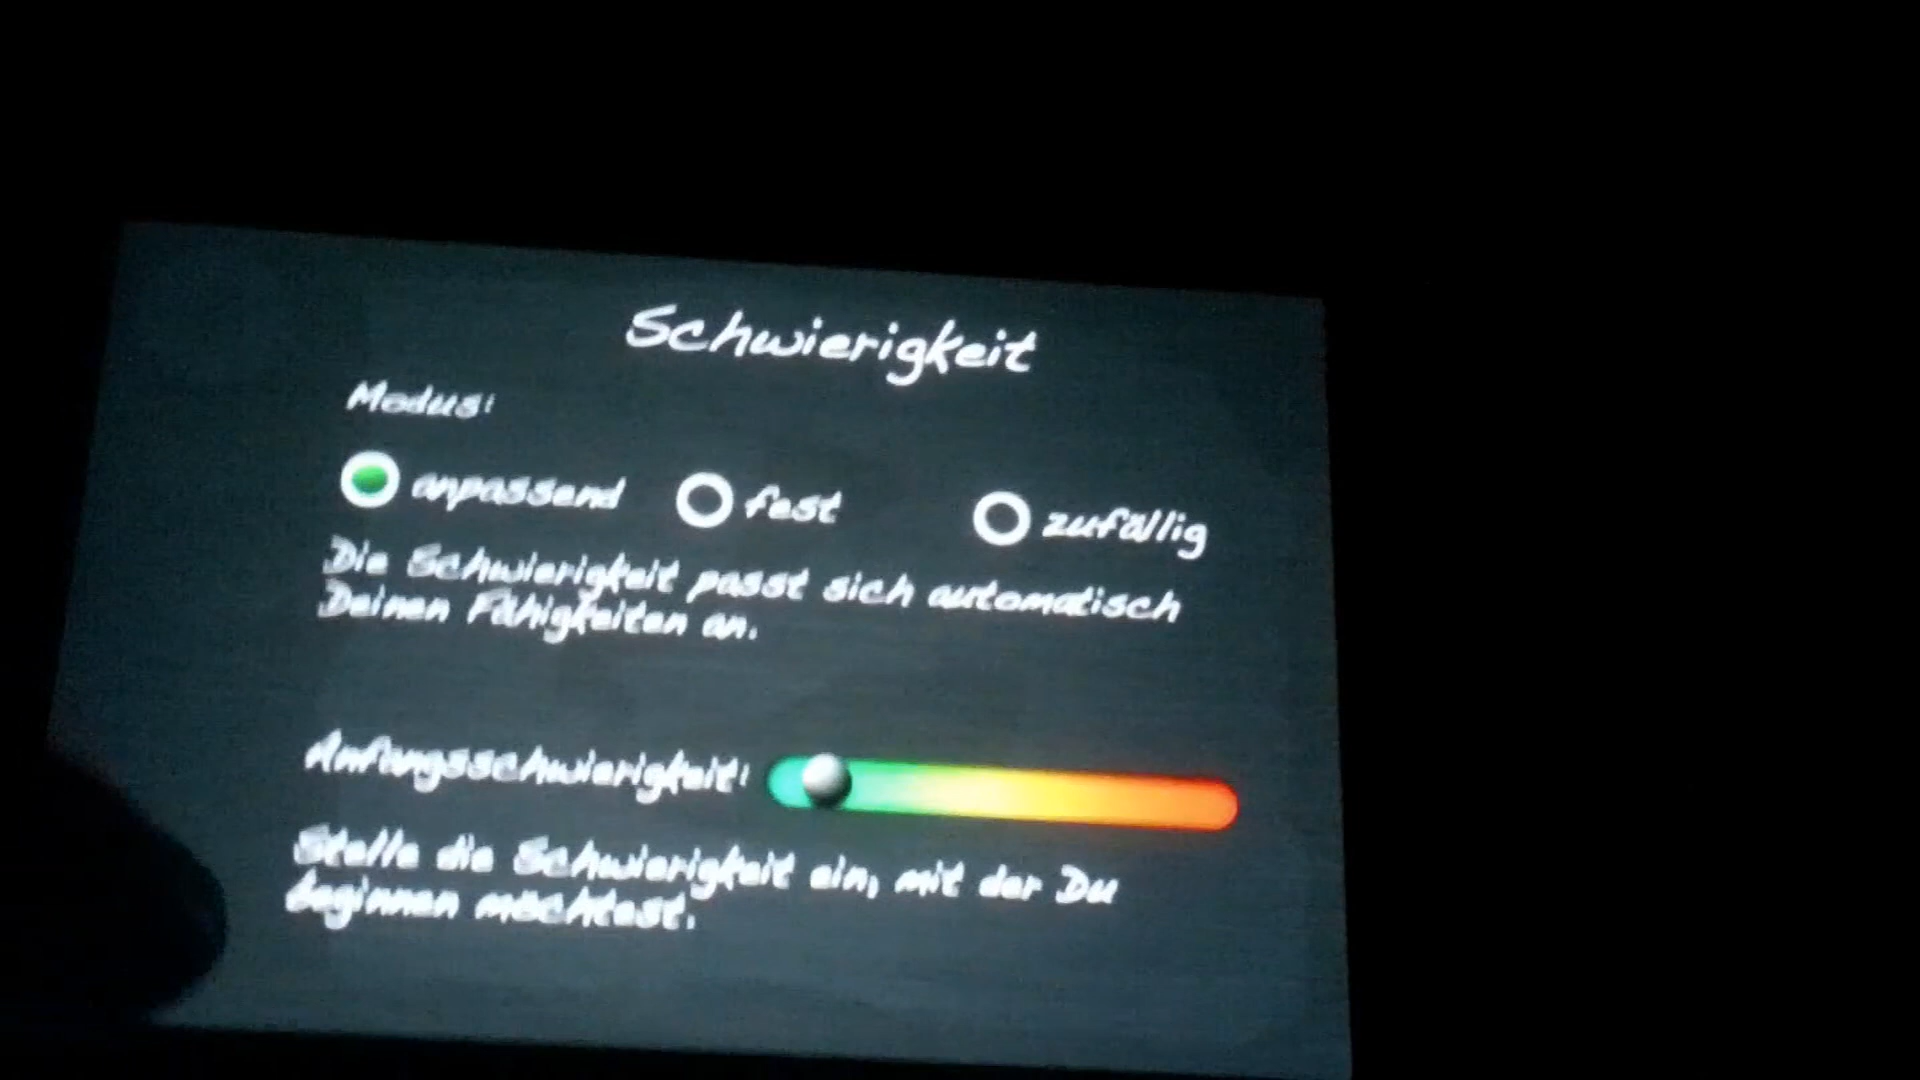 Schwierigkeit
Modus:
anpassend fest zufällig
Die Schwierigkeit passt sich automatisch
Deinen Fähigkeiten an.
Anfangsschwierigkeit:
Stelle die Schwierigkeit ein, mit der Du
beginnen möchtest.